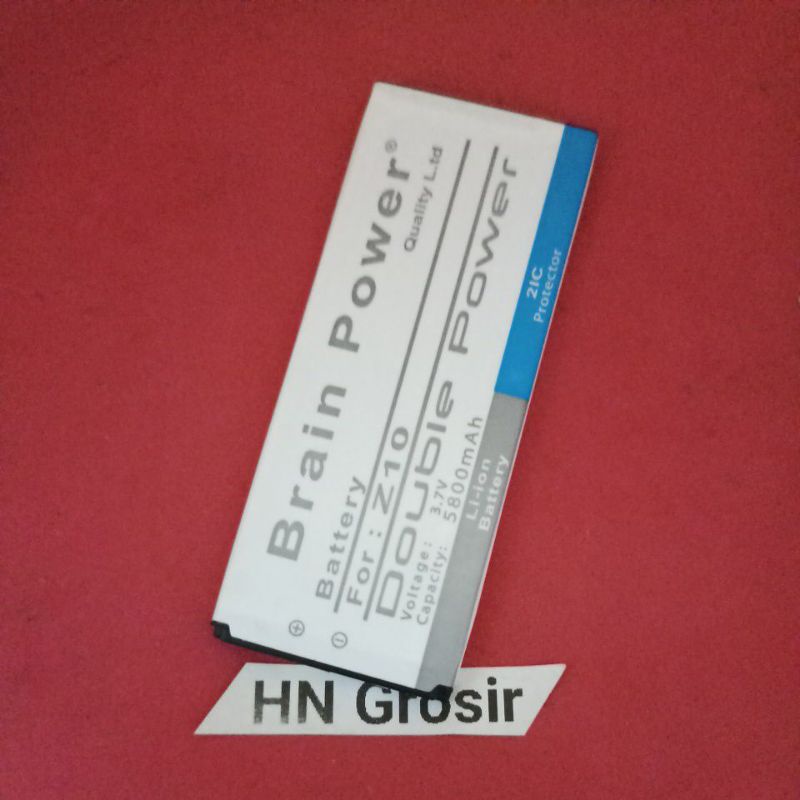 Brain Power®
Quality L.td
Battery
For : Z10
Double Power
Voltage: 3.7V
Capacity: 5800mAh
Li-ion
Battery
2IC
Protector
HN Grosir